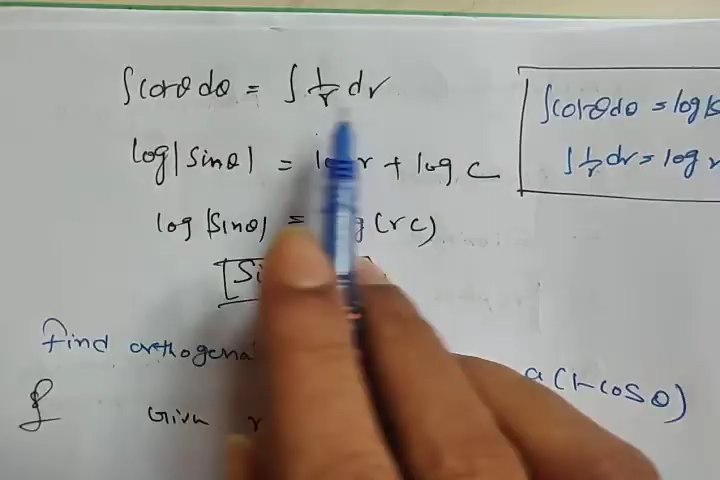 ∫cotθ dθ = ∫ 1/r dr
log|sinθ| = log r + log c
log |sinθ| = log (rc)
∫cotθdθ = log|s
∫ 1/r dr = log r
find orthogona
a(1-cosθ)
Given r